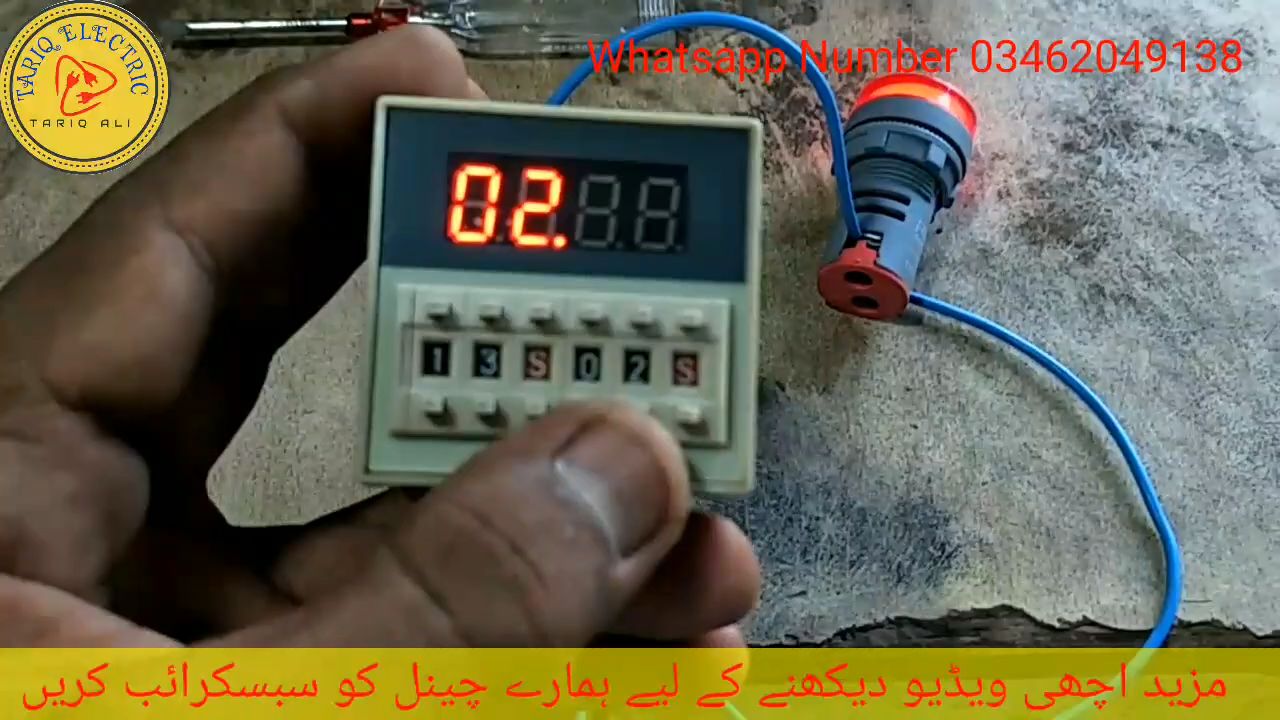 TARIQ ELECTRIC
TARIQ ALI
Whatsapp Number 03462049138
02.
1 3 S 0 2 S
مزید اچھی ویڈیو دیکھنے کے لیے ہمارے چینل کو سبسکرائب کریں